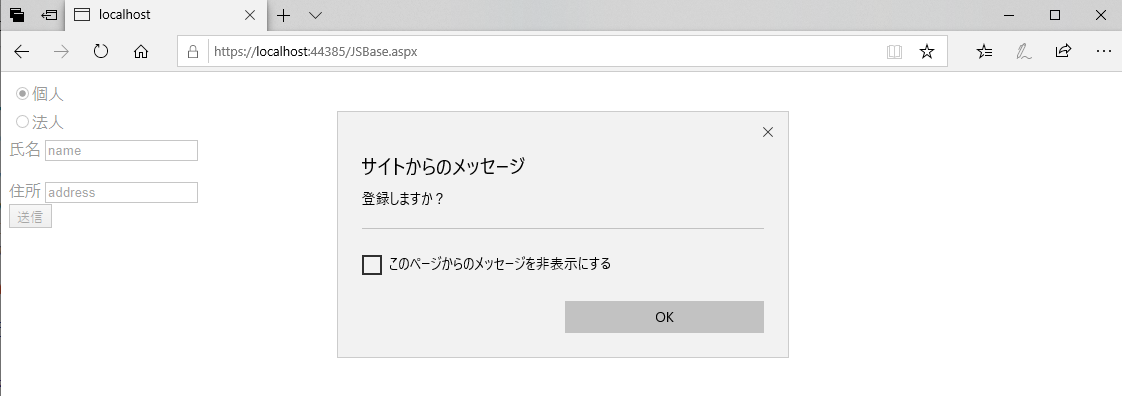 localhost
https://localhost:44385/JSBase.aspx
個人
法人
氏名 name
住所 address
送信
サイトからのメッセージ
登録しますか？
このページからのメッセージを非表示にする
OK